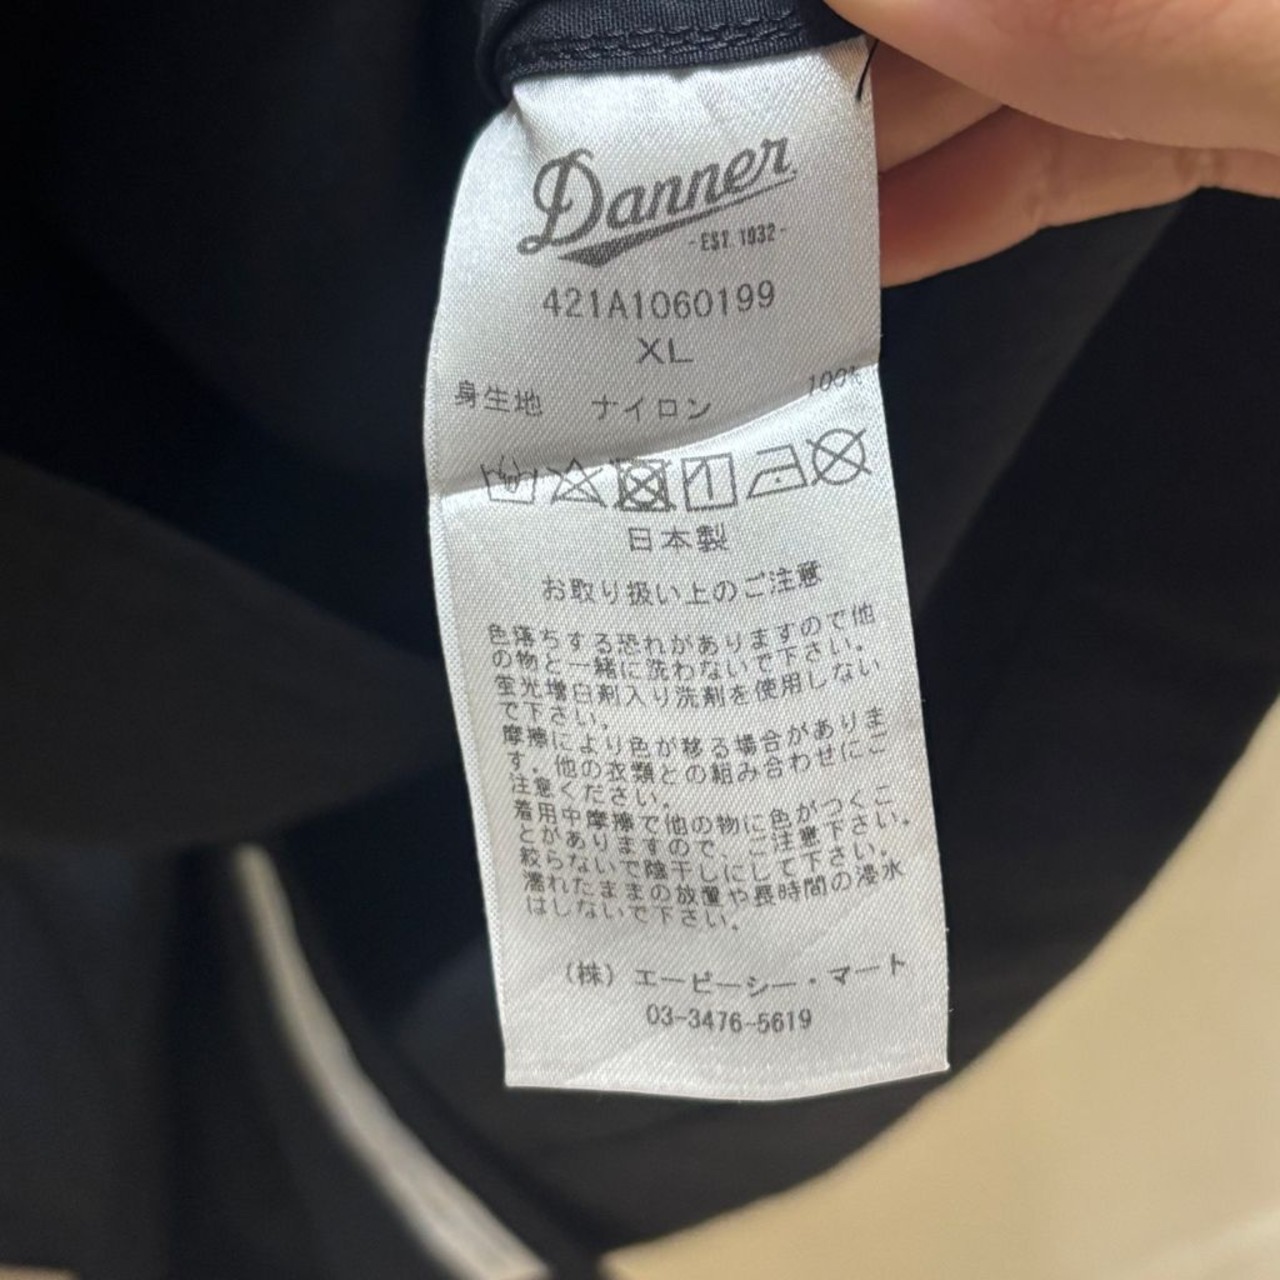 Danner
- EST. 1932 -
421A1060199
XL
身生地 ナイロン 100%
日本製
お取り扱い上のご注意
色落ちする恐れがありますので他
の物と一緒に洗わないで下さい。
蛍光増白剤入り洗剤を使用しない
で下さい。
摩擦により色が移る場合がありま
す。他の衣類との組み合わせにご
注意ください。
着用中摩擦で他の物に色がつくこ
とがありますので、ご注意下さい。
絞らないで陰干しにして下さい。
濡れたままの放置や長時間の浸水
はしないで下さい。
(株) エービーシー・マート
03-3476-5619